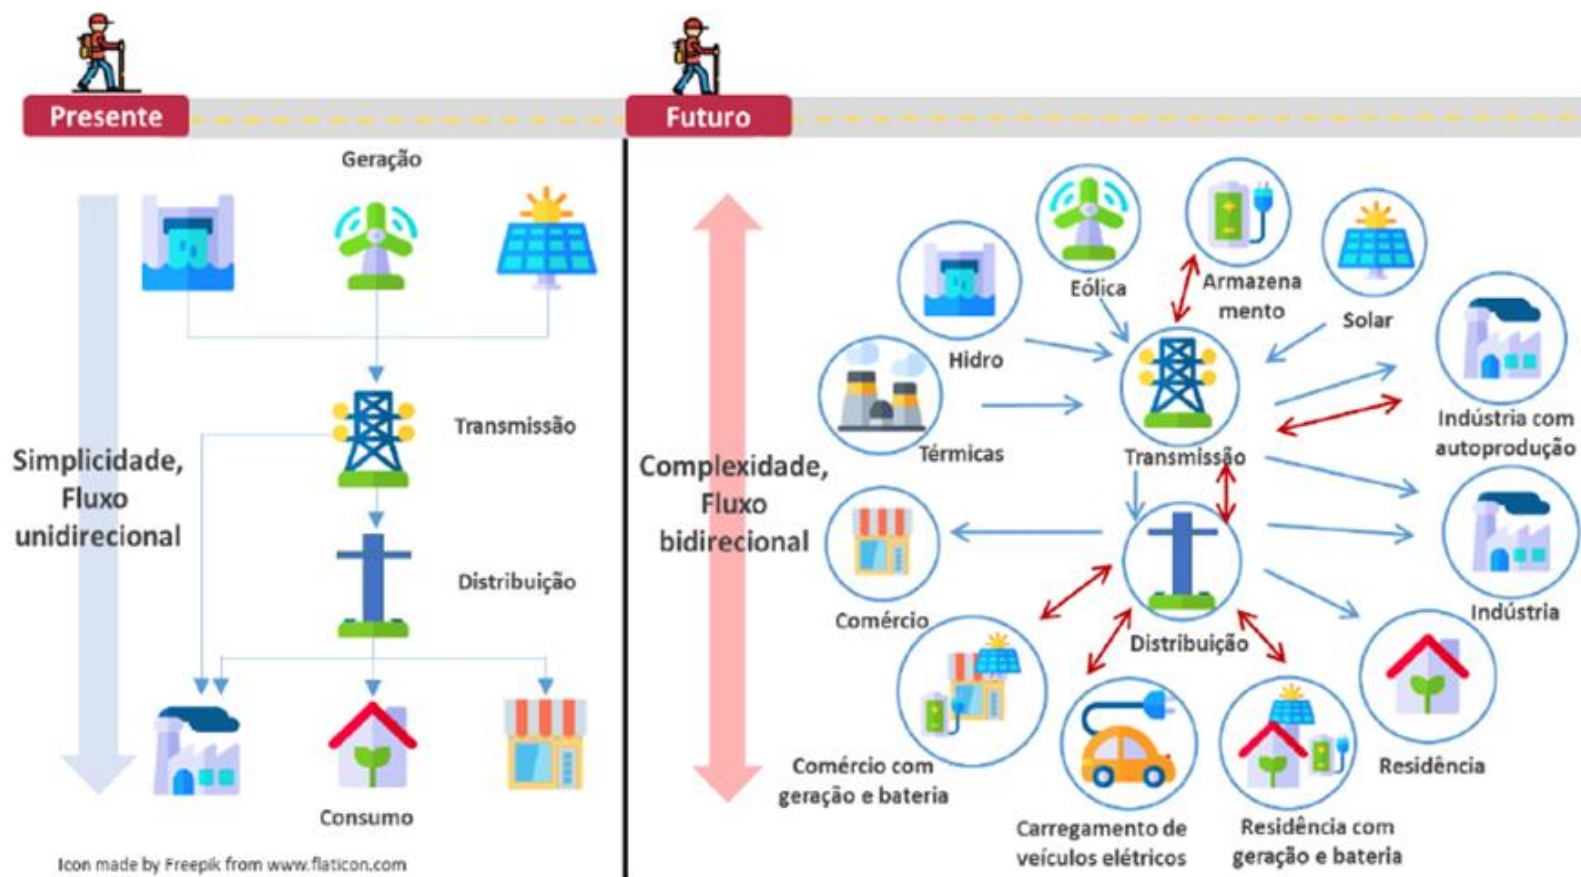 Presente
Geração
Transmissão
Simplicidade,
Fluxo
unidirecional
Distribuição
Consumo
Icon made by Freepik from www.flaticon.com
Futuro
Eólica
Armazena
mento
Solar
Hidro
Térmicas
Transmissão
Indústria com
autoprodução
Complexidade,
Fluxo
bidirecional
Comércio
Distribuição
Indústria
Comércio com
geração e bateria
Carregamento de
veículos elétricos
Residência com
geração e bateria
Residência